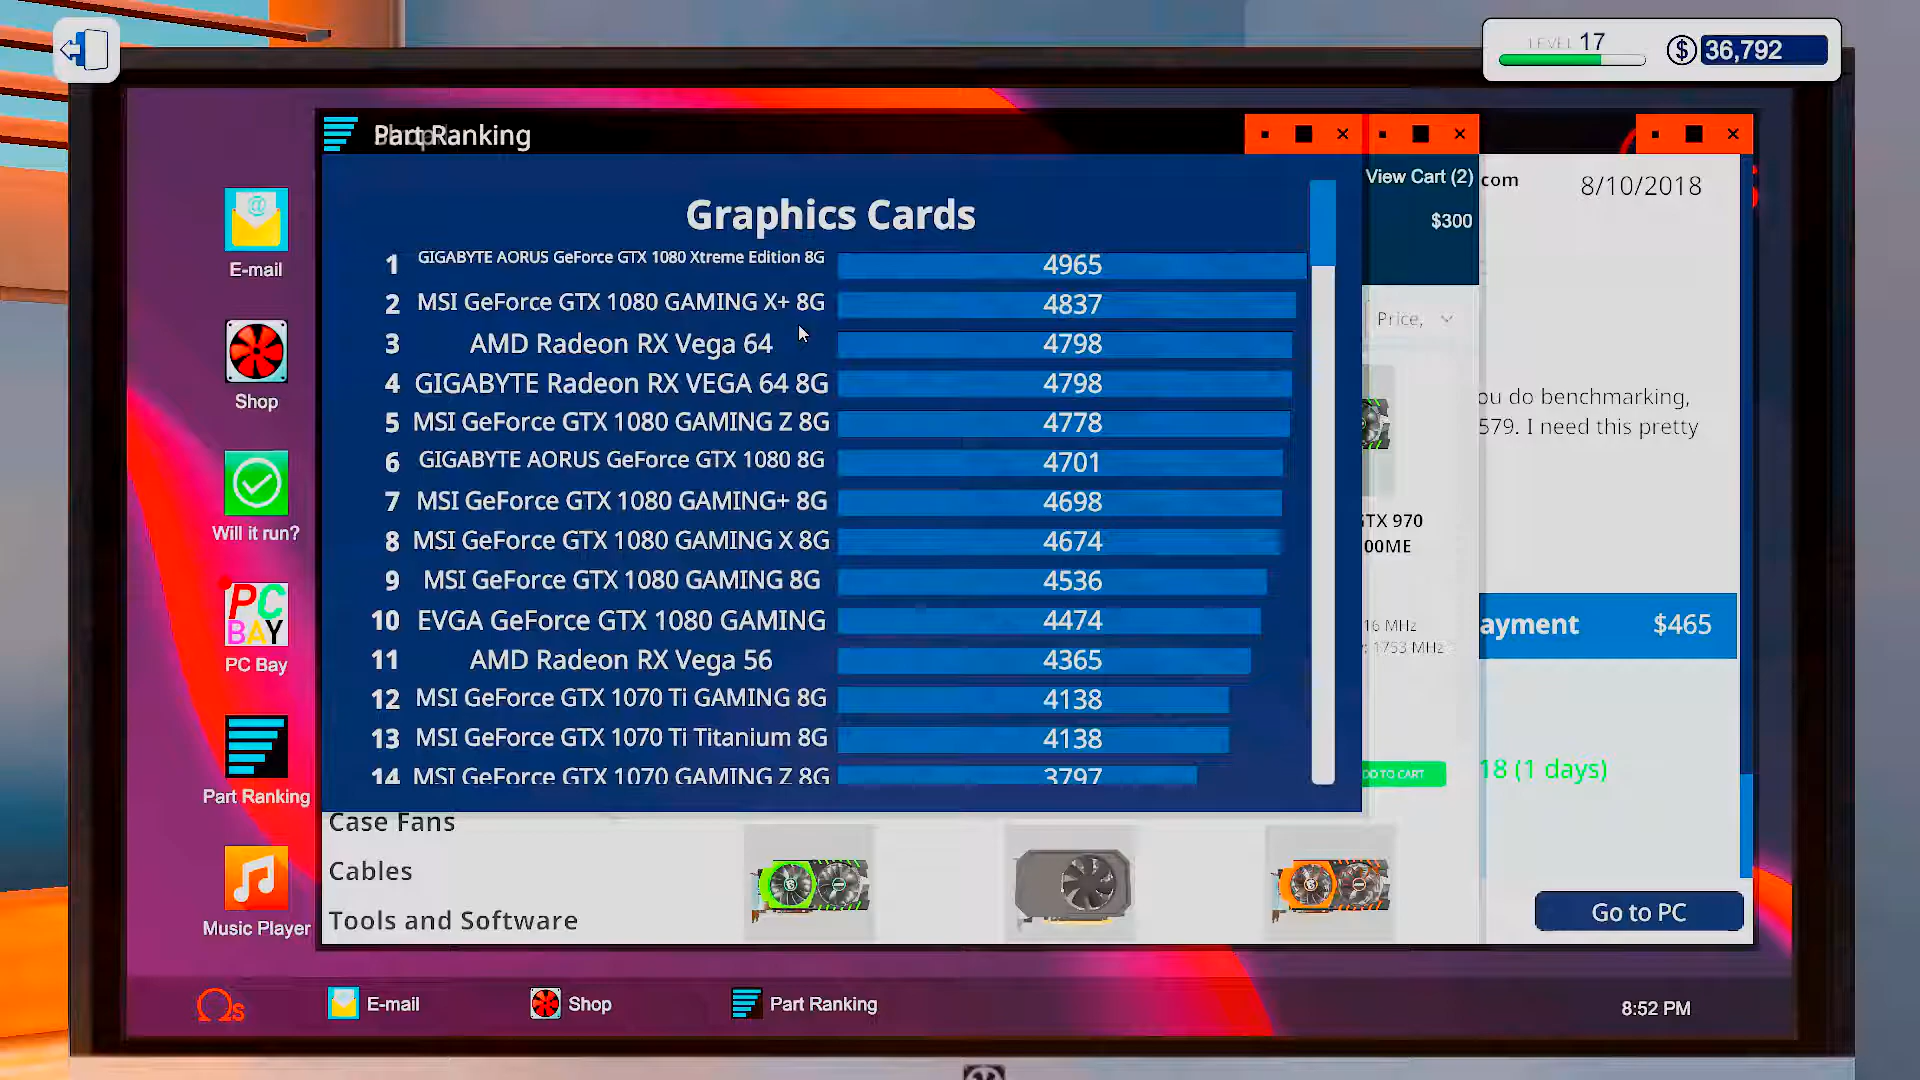 LEVEL 17
$ 36,792
Part Ranking
View Cart (2)
$300
com
8/10/2018
Graphics Cards
1 GIGABYTE AORUS GeForce GTX 1080 Xtreme Edition 8G 4965
2 MSI GeForce GTX 1080 GAMING X+ 8G 4837
3 AMD Radeon RX Vega 64 4798
4 GIGABYTE Radeon RX VEGA 64 8G 4798
5 MSI GeForce GTX 1080 GAMING Z 8G 4778
6 GIGABYTE AORUS GeForce GTX 1080 8G 4701
7 MSI GeForce GTX 1080 GAMING+ 8G 4698
8 MSI GeForce GTX 1080 GAMING X 8G 4674
9 MSI GeForce GTX 1080 GAMING 8G 4536
10 EVGA GeForce GTX 1080 GAMING 4474
11 AMD Radeon RX Vega 56 4365
12 MSI GeForce GTX 1070 Ti GAMING 8G 4138
13 MSI GeForce GTX 1070 Ti Titanium 8G 4138
14 MSI GeForce GTX 1070 GAMING Z 8G 3797
Price,
ou do benchmarking,
579. I need this pretty
GTX 970
00ME
16 MHz
: 1753 MHz
ayment $465
DD TO CART
18 (1 days)
Go to PC
E-mail
Shop
Will it run?
PC
BAY
PC Bay
Part Ranking
Music Player
Case Fans
Cables
Tools and Software
Ωs
E-mail
Shop
Part Ranking
8:52 PM